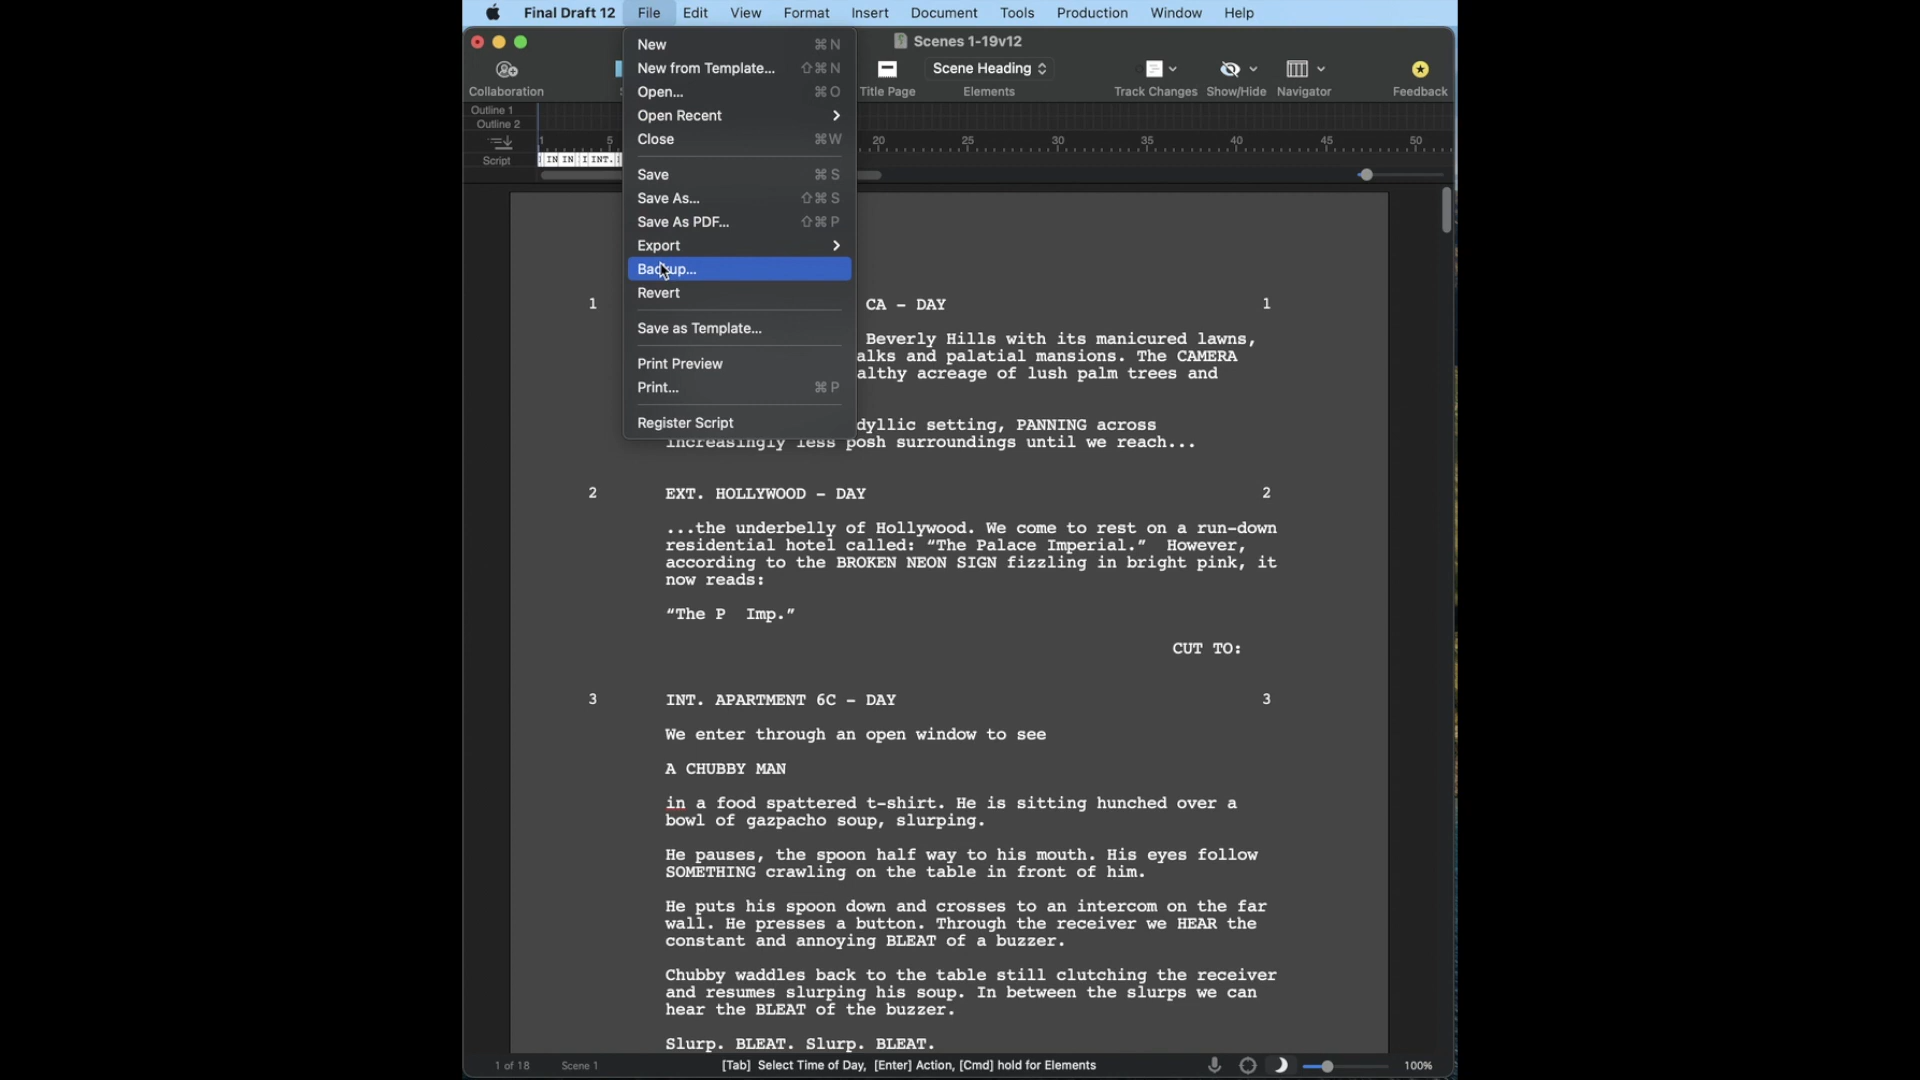 Final Draft 12 File Edit View Format Insert Document Tools Production Window Help
Scenes 1-19v12
Collaboration Title Page Scene Heading Elements Track Changes Show/Hide Navigator Feedback
Outline 1
Outline 2
1 5 20 25 30 35 40 45 50
Script IN IN I INT.
New ⌘ N
New from Template... ⇧ ⌘ N
Open... ⌘ O
Open Recent >
Close ⌘ W
Save ⌘ S
Save As... ⇧ ⌘ S
Save As PDF... ⇧ ⌘ P
Export >
Backup...
Revert
Save as Template...
Print Preview
Print... ⌘ P
Register Script
1 CA – DAY 1
Beverly Hills with its manicured lawns,
alks and palatial mansions. The CAMERA
althy acreage of lush palm trees and
dyllic setting, PANNING across
increasingly less posh surroundings until we reach...
2 EXT. HOLLYWOOD – DAY 2
...the underbelly of Hollywood. We come to rest on a run-down
residential hotel called: “The Palace Imperial.” However,
according to the BROKEN NEON SIGN fizzling in bright pink, it
now reads:
“The P Imp.”
CUT TO:
3 INT. APARTMENT 6C – DAY 3
We enter through an open window to see
A CHUBBY MAN
in a food spattered t-shirt. He is sitting hunched over a
bowl of gazpacho soup, slurping.
He pauses, the spoon half way to his mouth. His eyes follow
SOMETHING crawling on the table in front of him.
He puts his spoon down and crosses to an intercom on the far
wall. He presses a button. Through the receiver we HEAR the
constant and annoying BLEAT of a buzzer.
Chubby waddles back to the table still clutching the receiver
and resumes slurping his soup. In between the slurps we can
hear the BLEAT of the buzzer.
Slurp. BLEAT. Slurp. BLEAT.
1 of 18 Scene 1 [Tab] Select Time of Day, [Enter] Action, [Cmd] hold for Elements 100%